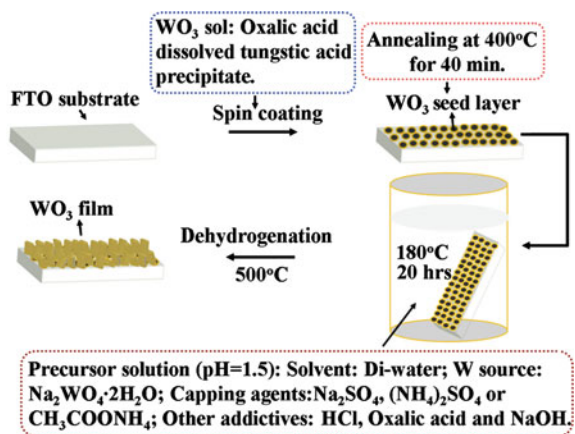 WO₃ sol: Oxalic acid
dissolved tungstic acid
precipitate.
Annealing at 400°C
for 40 min.
FTO substrate
Spin coating
WO₃ seed layer
WO₃ film
Dehydrogenation
500°C
180°C
20 hrs
Precursor solution (pH=1.5): Solvent: Di-water; W source:
Na₂WO₄·2H₂O; Capping agents:Na₂SO₄, (NH₄)₂SO₄ or
CH₃COONH₄; Other addictives: HCl, Oxalic acid and NaOH.